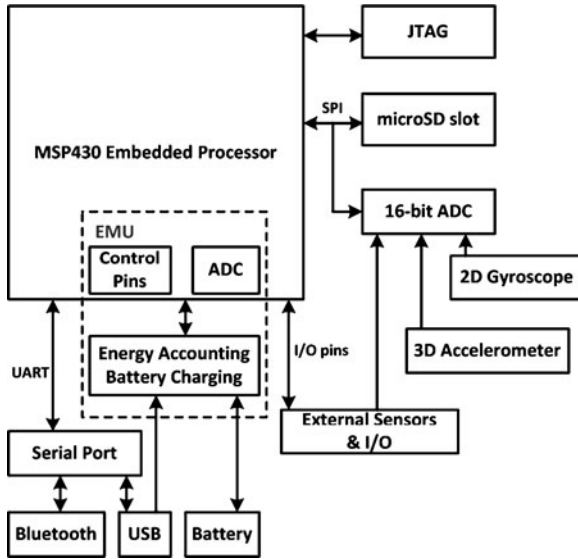 JTAG
SPI
microSD slot
MSP430 Embedded Processor
16-bit ADC
EMU
Control
Pins
ADC
2D Gyroscope
Energy Accounting
Battery Charging
I/O pins
3D Accelerometer
UART
External Sensors
& I/O
Serial Port
Bluetooth
USB
Battery